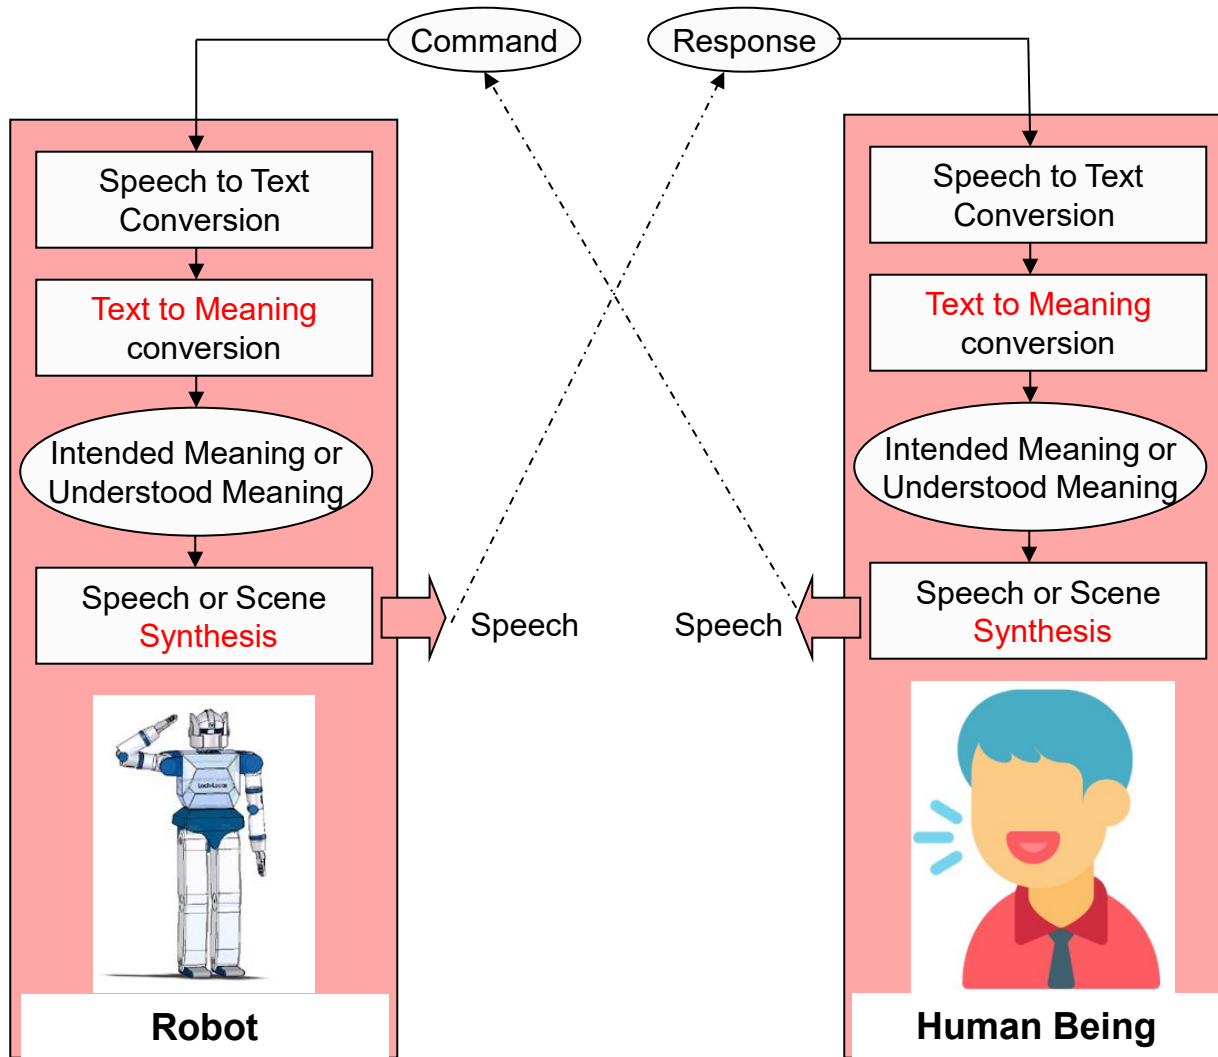 Command
Response
Speech to Text
Conversion
Text to Meaning
conversion
Intended Meaning or
Understood Meaning
Speech or Scene
Synthesis
Speech
Robot
Speech to Text
Conversion
Text to Meaning
conversion
Intended Meaning or
Understood Meaning
Speech or Scene
Synthesis
Speech
Human Being